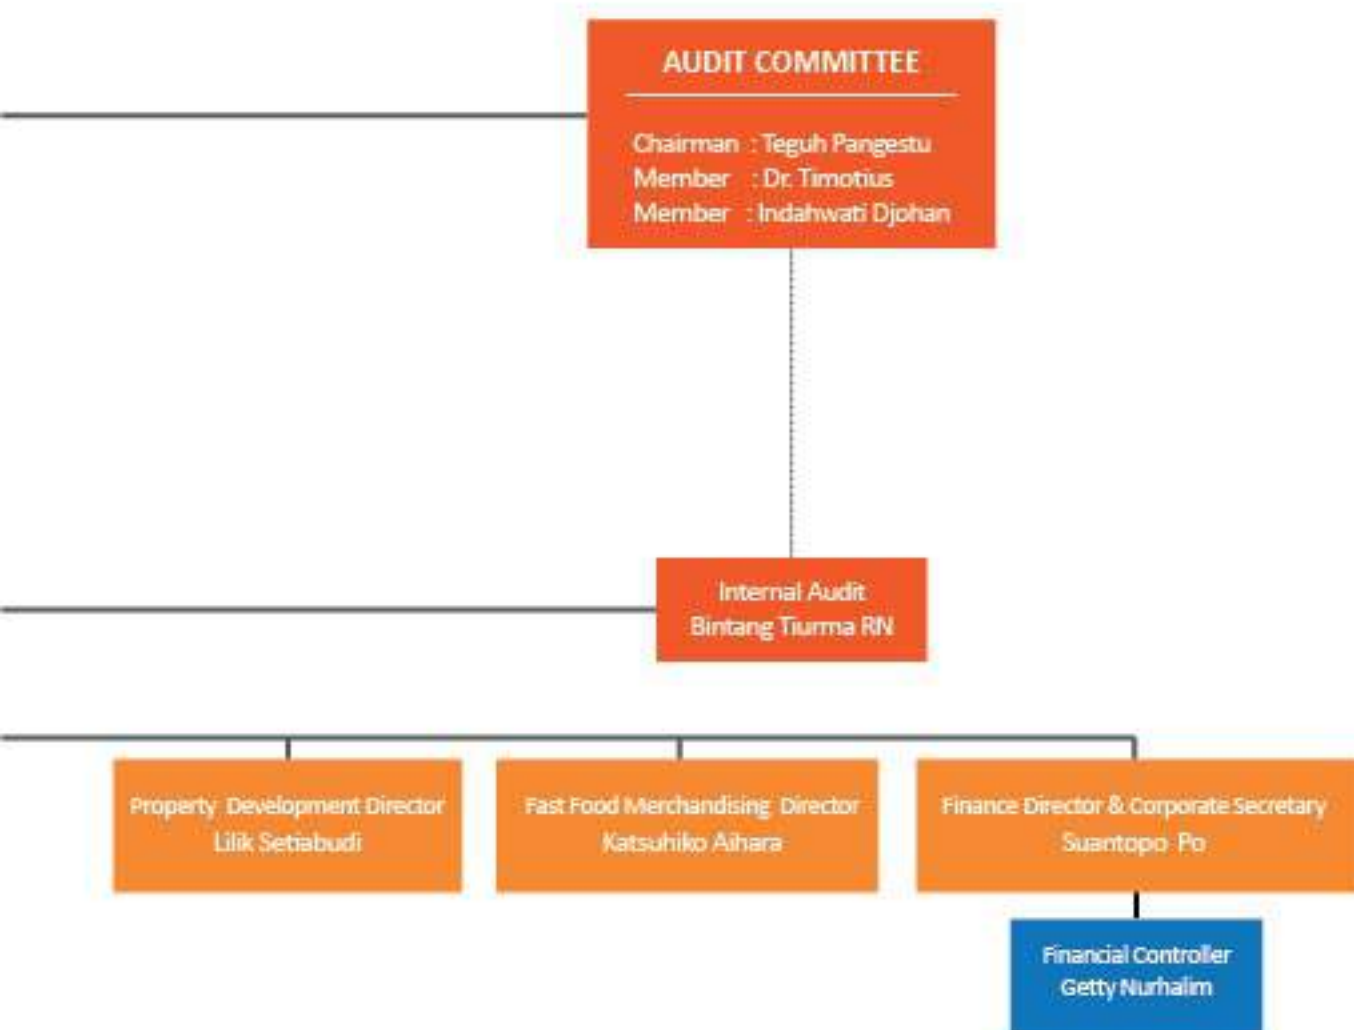 AUDIT COMMITTEE
Chairman : Teguh Pangestu
Member : Dr. Timotius
Member : Indahwati Djohan
Internal Audit
Bintang Tiurma RN
Property Development Director
Lilik Setiabudi
Fast Food Merchandising Director
Katsuhiko Aihara
Finance Director & Corporate Secretary
Suantopo Po
Financial Controller
Getty Nurhalim